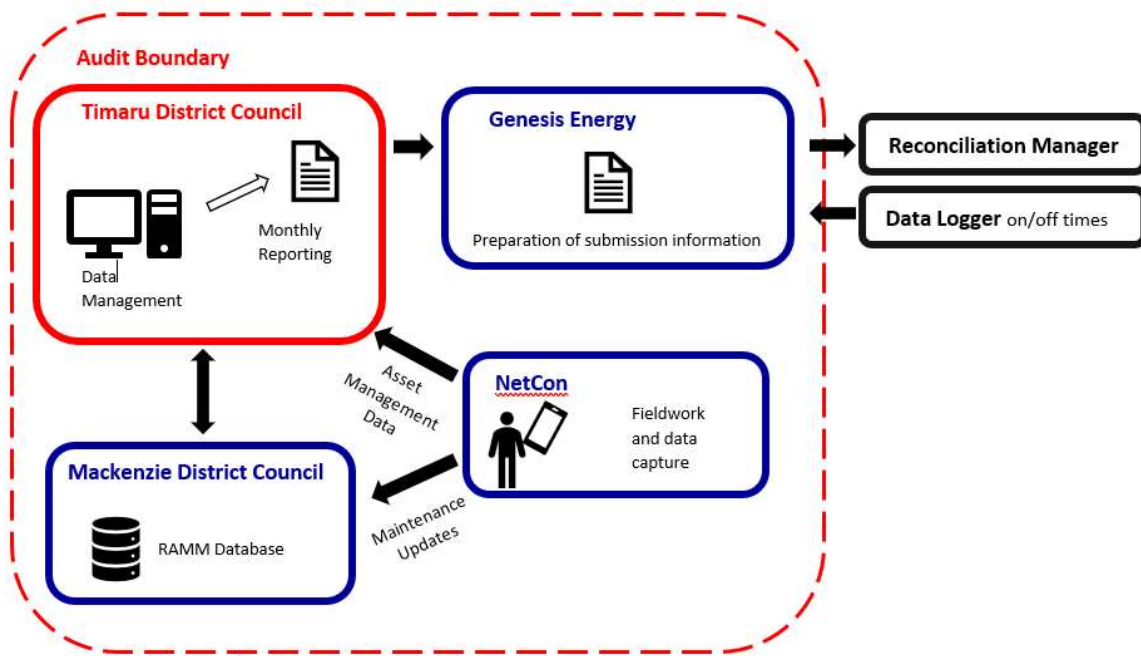 Audit Boundary
Timaru District Council
Monthly
Reporting
Data
Management
Genesis Energy
Preparation of submission information
Reconciliation Manager
Data Logger on/off times
Asset
Management
Data
NetCon
Fieldwork
and data
capture
Mackenzie District Council
RAMM Database
Maintenance
Updates